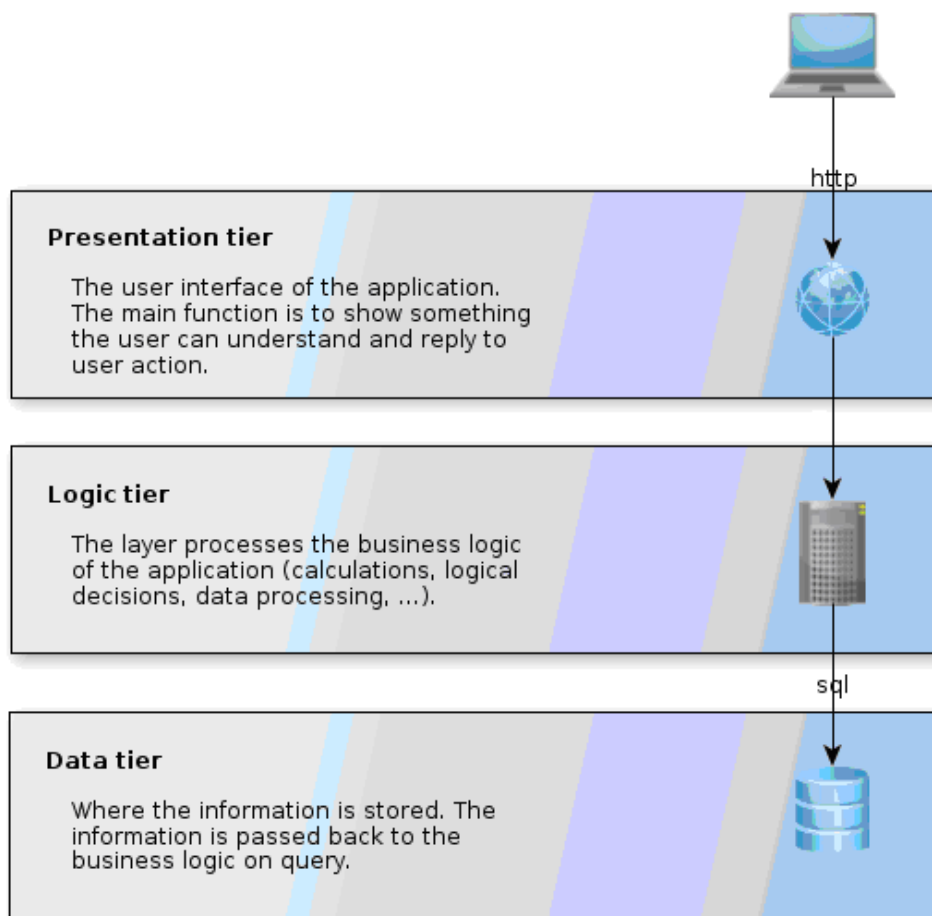 http
Presentation tier
The user interface of the application.
The main function is to show something
the user can understand and reply to
user action.
Logic tier
The layer processes the business logic
of the application (calculations, logical
decisions, data processing, ...).
sql
Data tier
Where the information is stored. The
information is passed back to the
business logic on query.